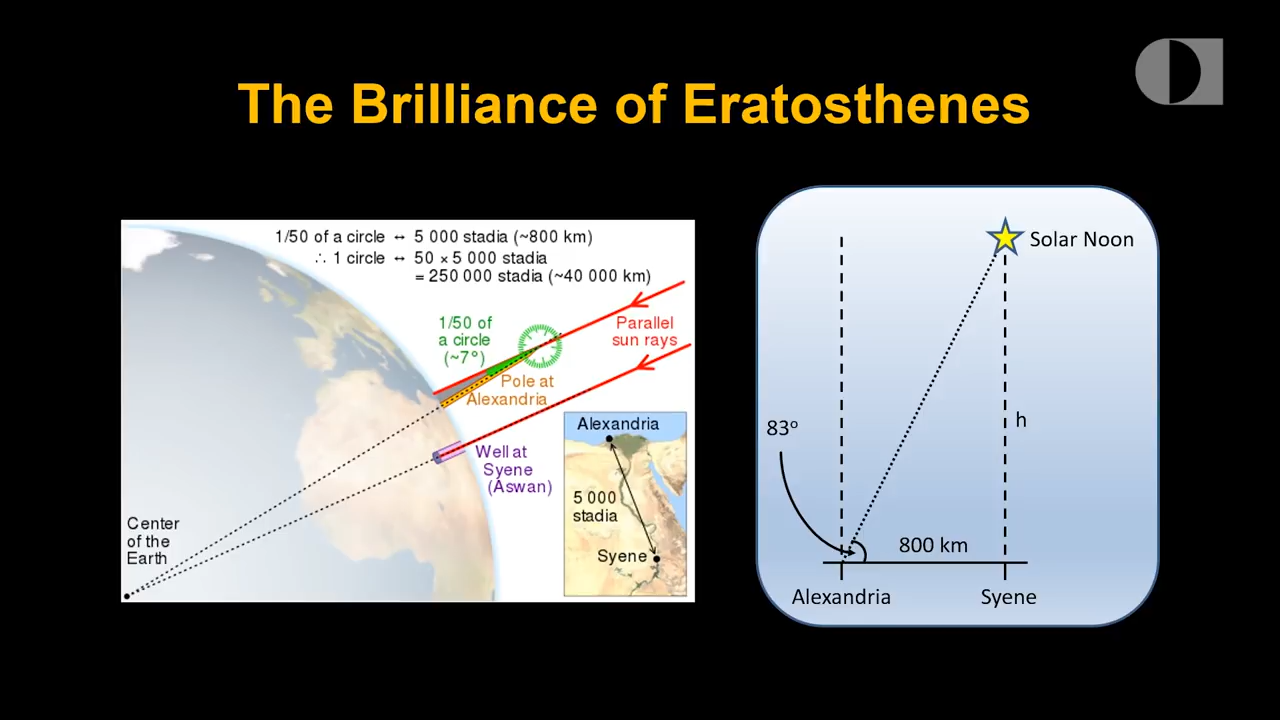 The Brilliance of Eratosthenes
1/50 of a circle ↔ 5 000 stadia (~800 km)
∴ 1 circle ↔ 50 × 5 000 stadia
= 250 000 stadia (~40 000 km)
1/50 of
a circle
(~7°)
Parallel
sun rays
Pole at
Alexandria
Well at
Syene
(Aswan)
Center
of the
Earth
Alexandria
5 000
stadia
Syene
Solar Noon
h
83º
800 km
Alexandria
Syene